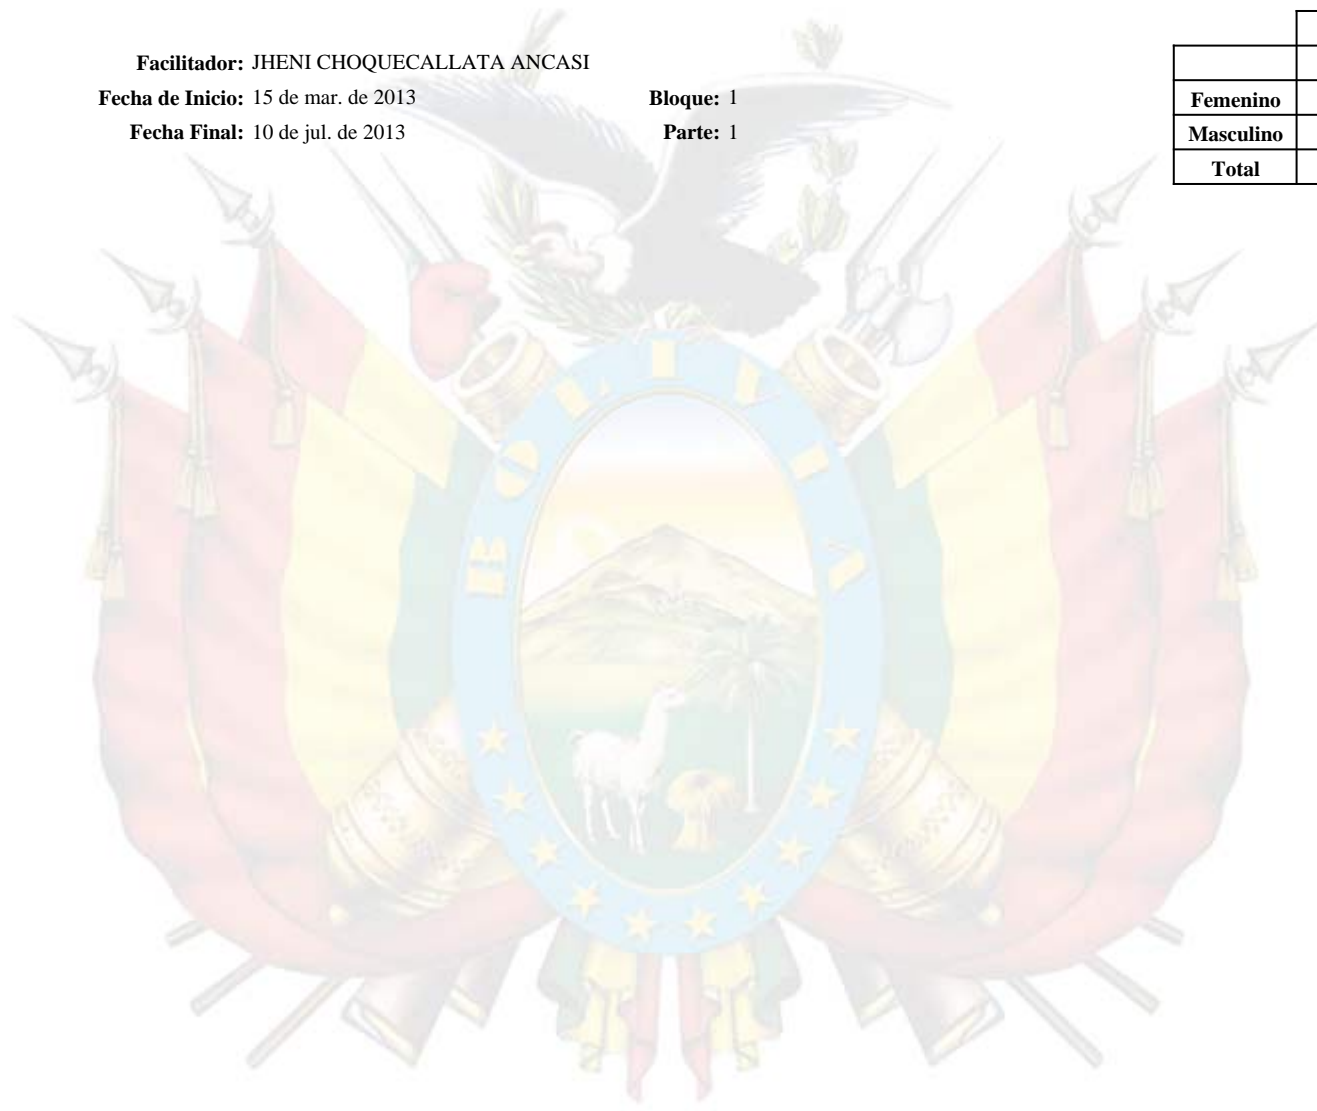 Facilitador: JHENI CHOQUECALLATA ANCASI
Fecha de Inicio: 15 de mar. de 2013 Bloque: 1
Fecha Final: 10 de jul. de 2013 Parte: 1
Femenino
Masculino
Total
BOLIVIA